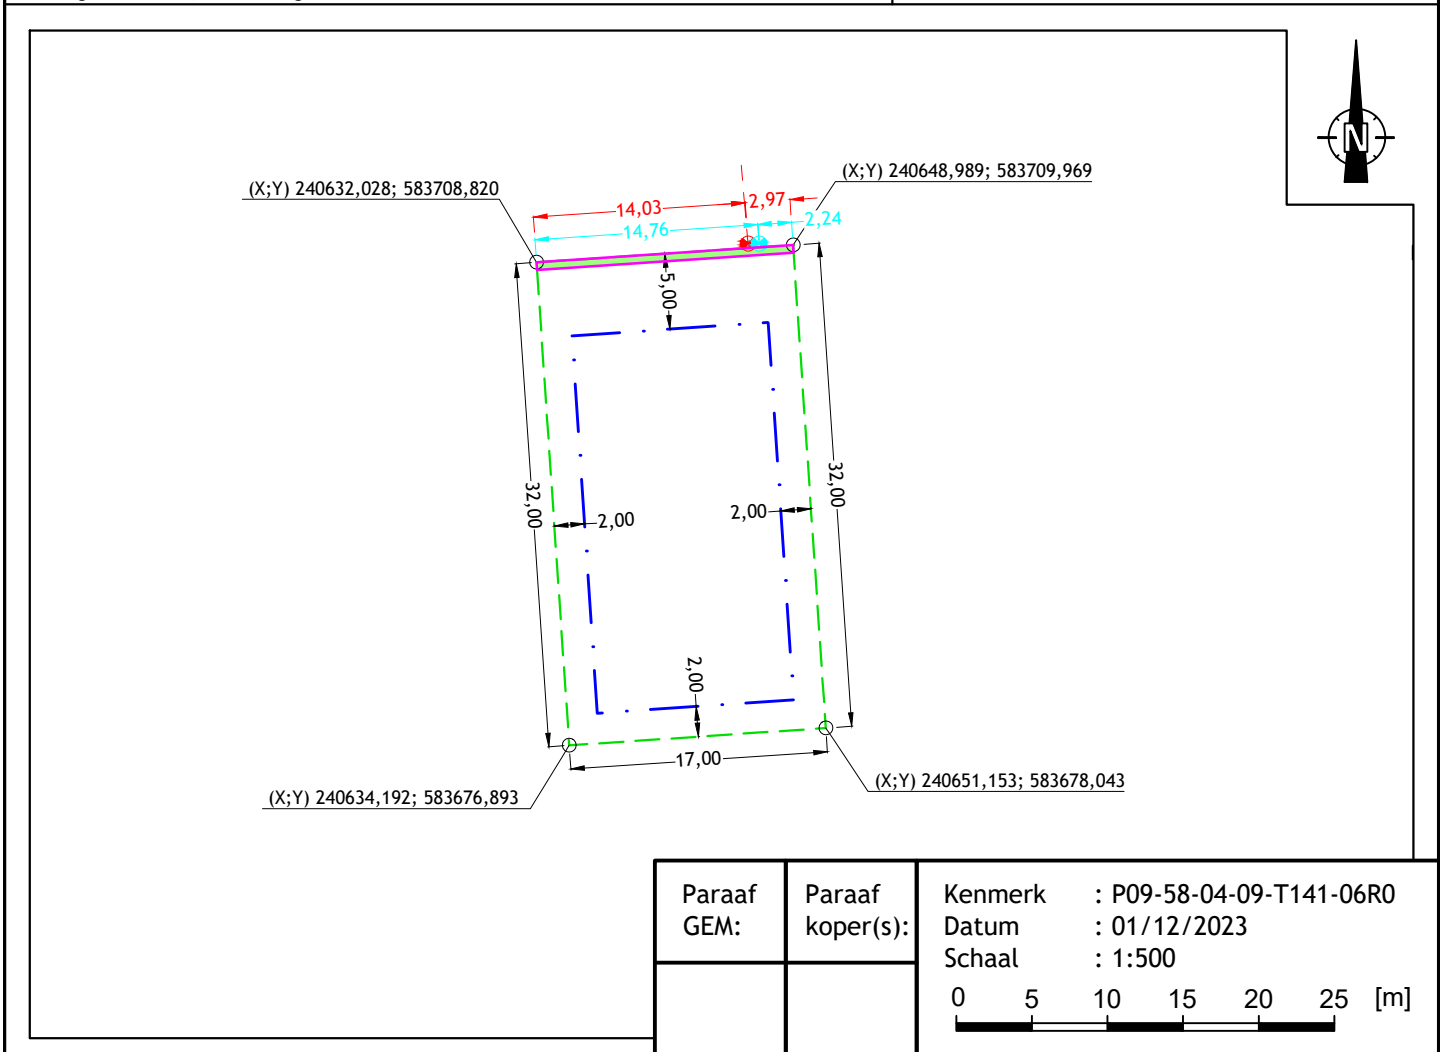 N
(X;Y) 240632,028; 583708,820
(X;Y) 240648,989; 583709,969
14,03
2,97
14,76
2,24
5,00
32,00
32,00
2,00
2,00
2,00
17,00
(X;Y) 240634,192; 583676,893
(X;Y) 240651,153; 583678,043
Paraaf
GEM:
Paraaf
koper(s):
Kenmerk : P09-58-04-09-T141-06R0
Datum : 01/12/2023
Schaal : 1:500
0 5 10 15 20 25 [m]